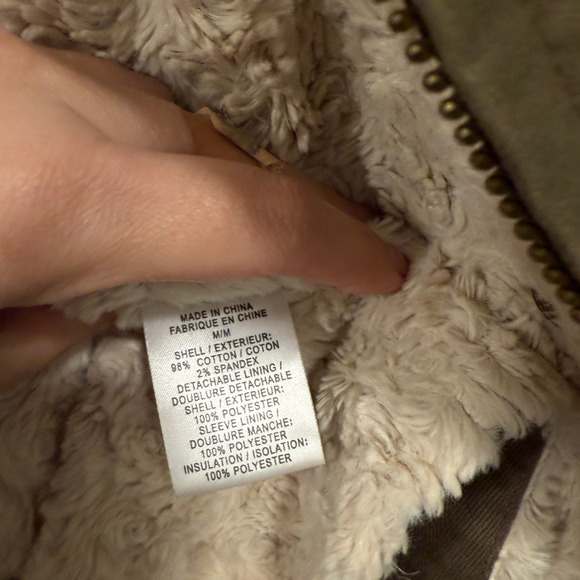 MADE IN CHINA
FABRIQUE EN CHINE
M/M
SHELL / EXTERIEUR:
98% COTTON / COTON
2% SPANDEX
DETACHABLE LINING /
DOUBLURE DETACHABLE
SHELL / EXTERIEUR:
100% POLYESTER
SLEEVE LINING /
DOUBLURE MANCHE:
100% POLYESTER
INSULATION / ISOLATION:
100% POLYESTER